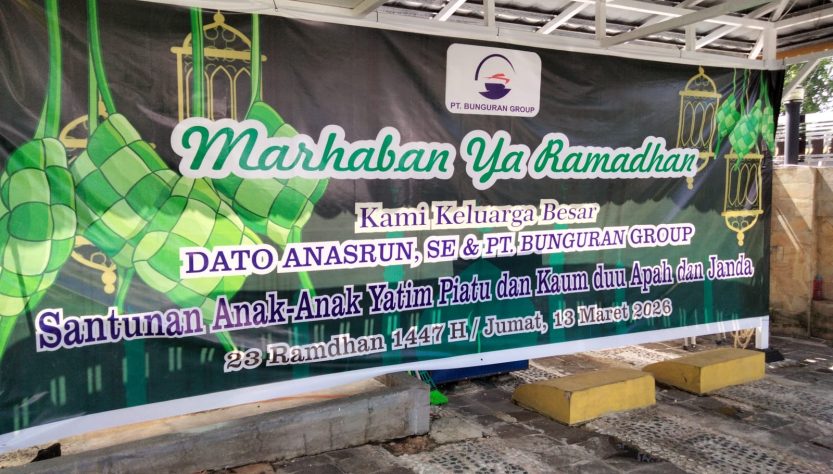 PT. BUNGURAN GROUP
Marhaban Ya Ramadhan
Kami Keluarga Besar
DATO ANASRUN, SE & PT. BUNGURAN GROUP
Santunan Anak-Anak Yatim Piatu dan Kaum duu Apah dan Janda
23 Ramdhan 1447 H / Jumat, 13 Maret 2026